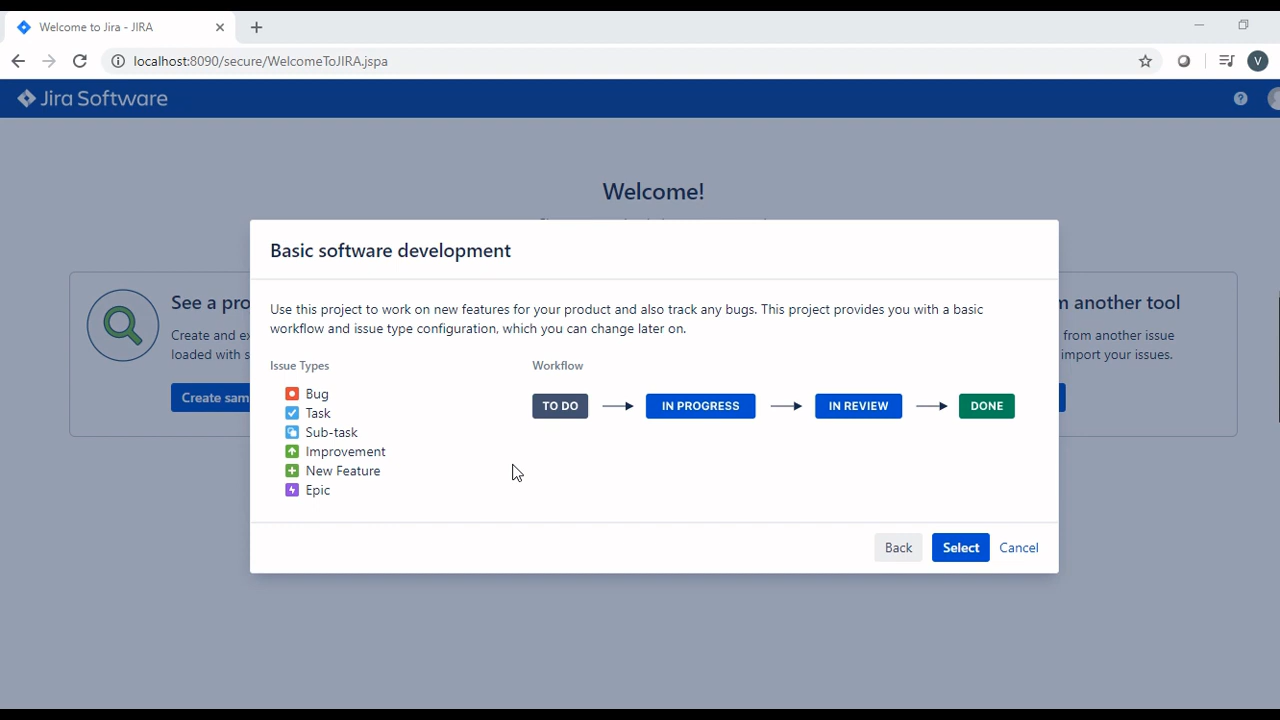 Welcome to Jira - JIRA
localhost:8090/secure/WelcomeToJIRA.jspa
V
Jira Software
Welcome!
Basic software development
Use this project to work on new features for your product and also track any bugs. This project provides you with a basic
workflow and issue type configuration, which you can change later on.
Issue Types
Workflow
Bug
Task
Sub-task
Improvement
New Feature
Epic
TO DO
IN PROGRESS
IN REVIEW
DONE
Back
Select
Cancel
See a pro
Create and ex
loaded with s
Create sam
m another tool
from another issue
import your issues.